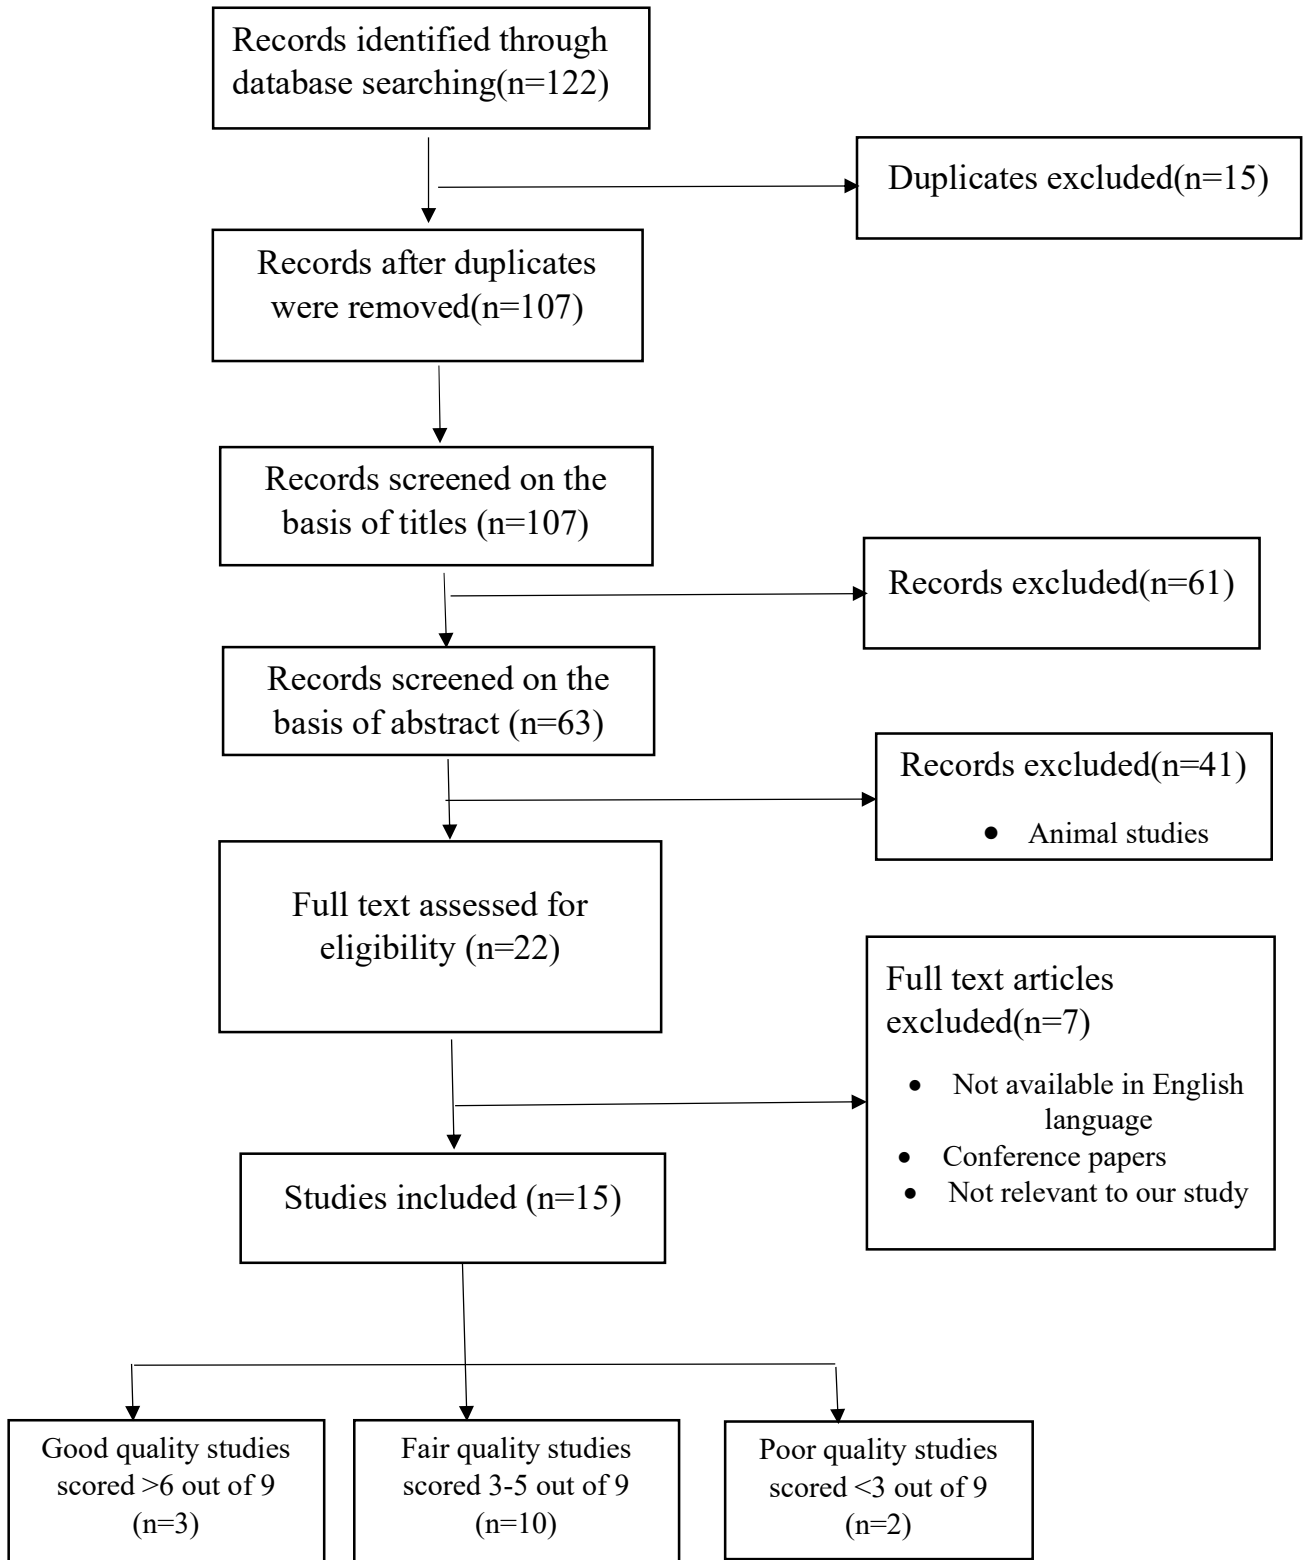 Records identified through
database searching(n=122)
Duplicates excluded(n=15)
Records after duplicates
were removed(n=107)
Records screened on the
basis of titles (n=107)
Records excluded(n=61)
Records screened on the
basis of abstract (n=63)
Records excluded(n=41)
• Animal studies
Full text assessed for
eligibility (n=22)
Full text articles
excluded(n=7)
• Not available in English
language
• Conference papers
• Not relevant to our study
Studies included (n=15)
Good quality studies
scored >6 out of 9
(n=3)
Fair quality studies
scored 3-5 out of 9
(n=10)
Poor quality studies
scored <3 out of 9
(n=2)